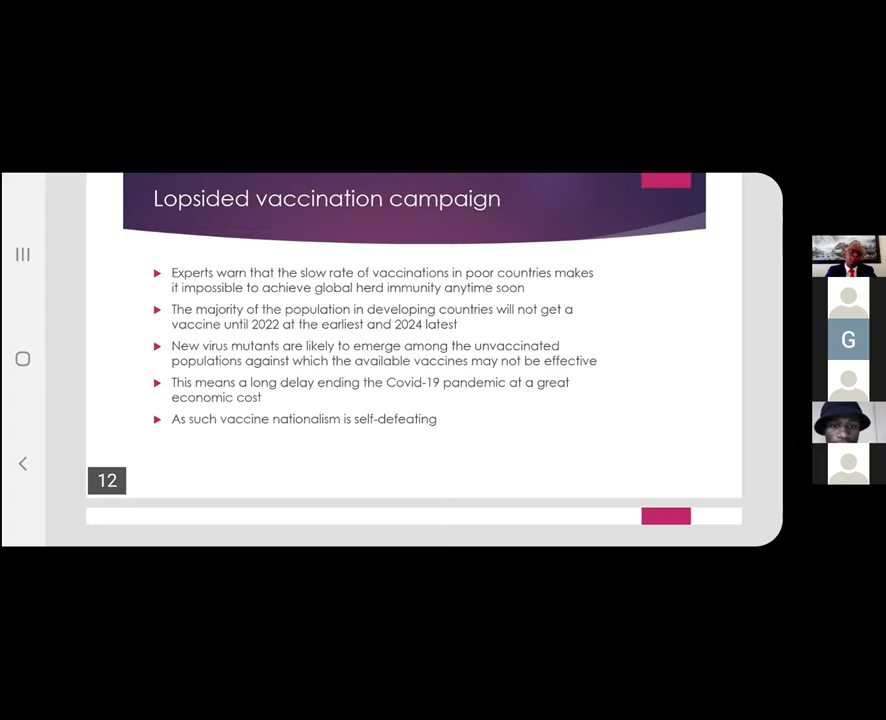 Lopsided vaccination campaign
Experts warn that the slow rate of vaccinations in poor countries makes
it impossible to achieve global herd immunity anytime soon
The majority of the population in developing countries will not get a
vaccine until 2022 at the earliest and 2024 latest
New virus mutants are likely to emerge among the unvaccinated
populations against which the available vaccines may not be effective
This means a long delay ending the Covid-19 pandemic at a great
economic cost
As such vaccine nationalism is self-defeating
12
G